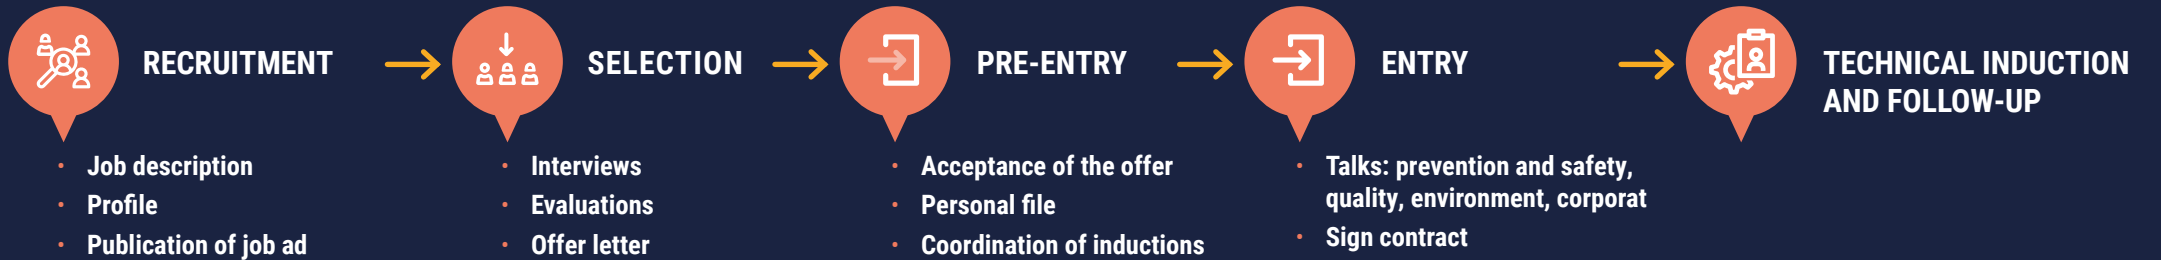 RECRUITMENT
SELECTION
PRE-ENTRY
ENTRY
TECHNICAL INDUCTION
AND FOLLOW-UP
• Job description
• Profile
• Publication of job ad
• Interviews
• Evaluations
• Offer letter
• Acceptance of the offer
• Personal file
• Coordination of inductions
• Talks: prevention and safety,
quality, environment, corporat
• Sign contract